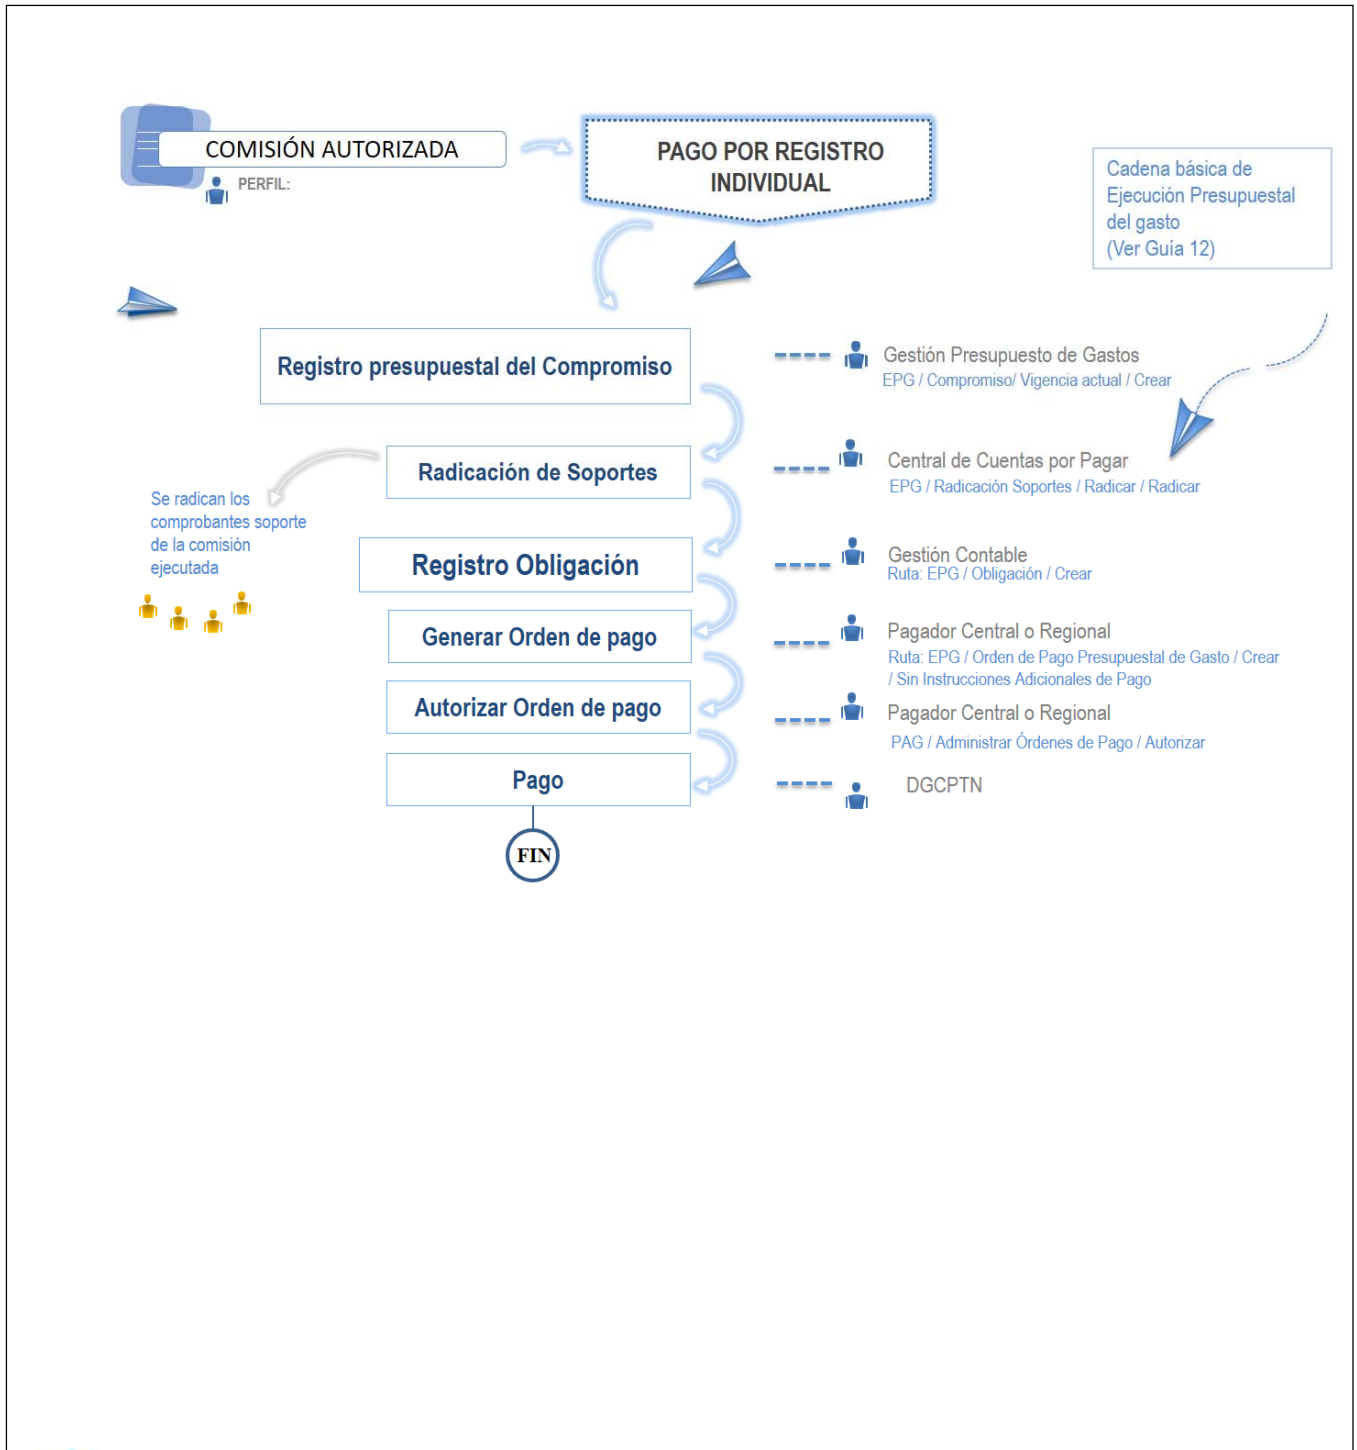 COMISIÓN AUTORIZADA
PERFIL:
PAGO POR REGISTRO
INDIVIDUAL
Cadena básica de
Ejecución Presupuestal
del gasto
(Ver Guía 12)
Registro presupuestal del Compromiso
Gestión Presupuesto de Gastos
EPG / Compromiso/ Vigencia actual / Crear
Radicación de Soportes
Central de Cuentas por Pagar
EPG / Radicación Soportes / Radicar / Radicar
Se radican los
comprobantes soporte
de la comisión
ejecutada
Registro Obligación
Gestión Contable
Ruta: EPG / Obligación / Crear
Generar Orden de pago
Pagador Central o Regional
Ruta: EPG / Orden de Pago Presupuestal de Gasto / Crear
/ Sin Instrucciones Adicionales de Pago
Autorizar Orden de pago
Pagador Central o Regional
PAG / Administrar Órdenes de Pago / Autorizar
Pago
DGCPTN
FIN